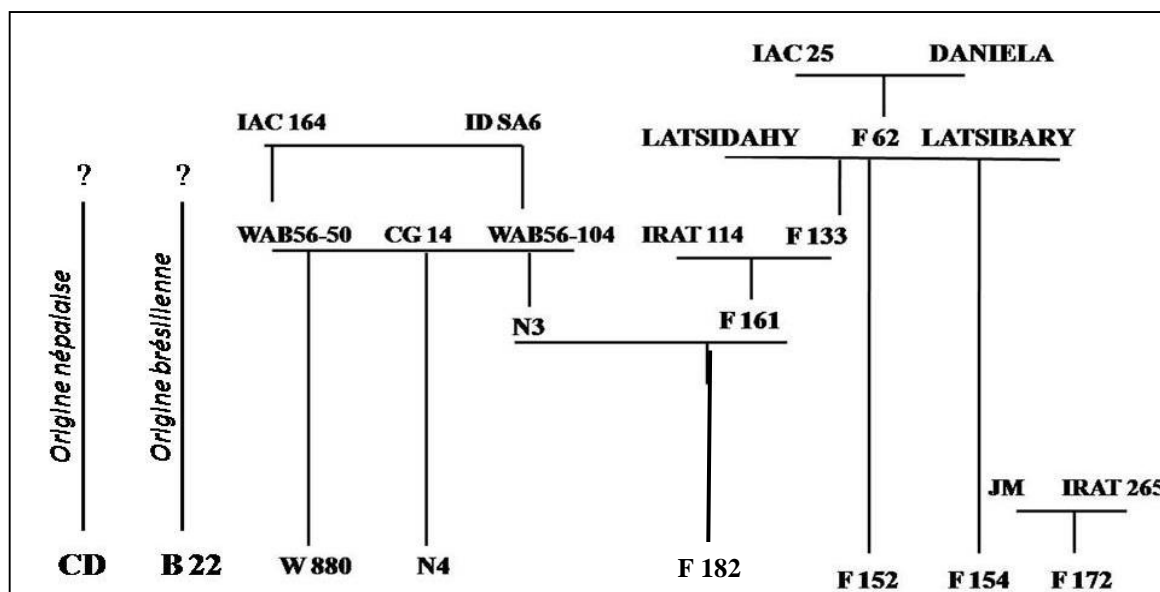 IAC 25 DANIELA
IAC 164 ID SA6
LATSIDAHY F 62 LATSIBARY
? ?
WAB56-50 CG 14 WAB56-104 IRAT 114 F 133
Origine népalaise
Origine brésilienne
N3 F 161
JM IRAT 265
CD B 22 W 880 N4 F 182 F 152 F 154 F 172